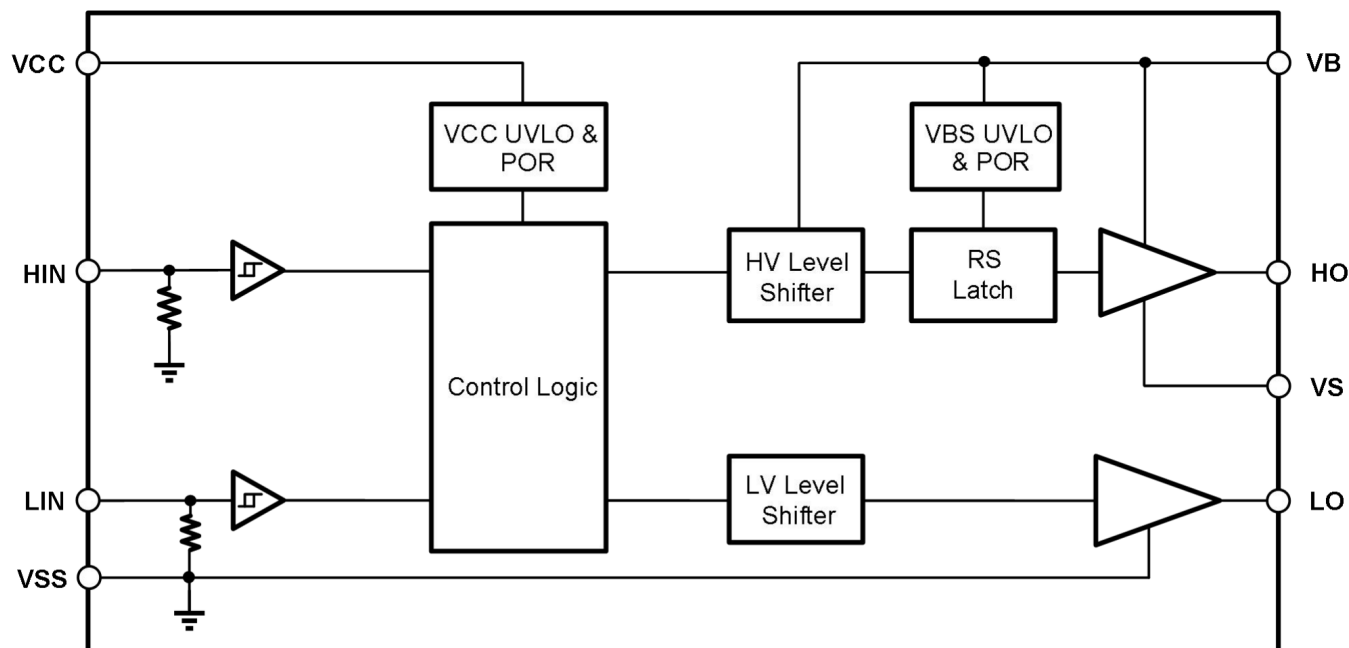 VCC
VB
VCC UVLO &
POR
VBS UVLO
& POR
HIN
HV Level
Shifter
RS
Latch
HO
Control Logic
VS
LIN
LV Level
Shifter
LO
VSS